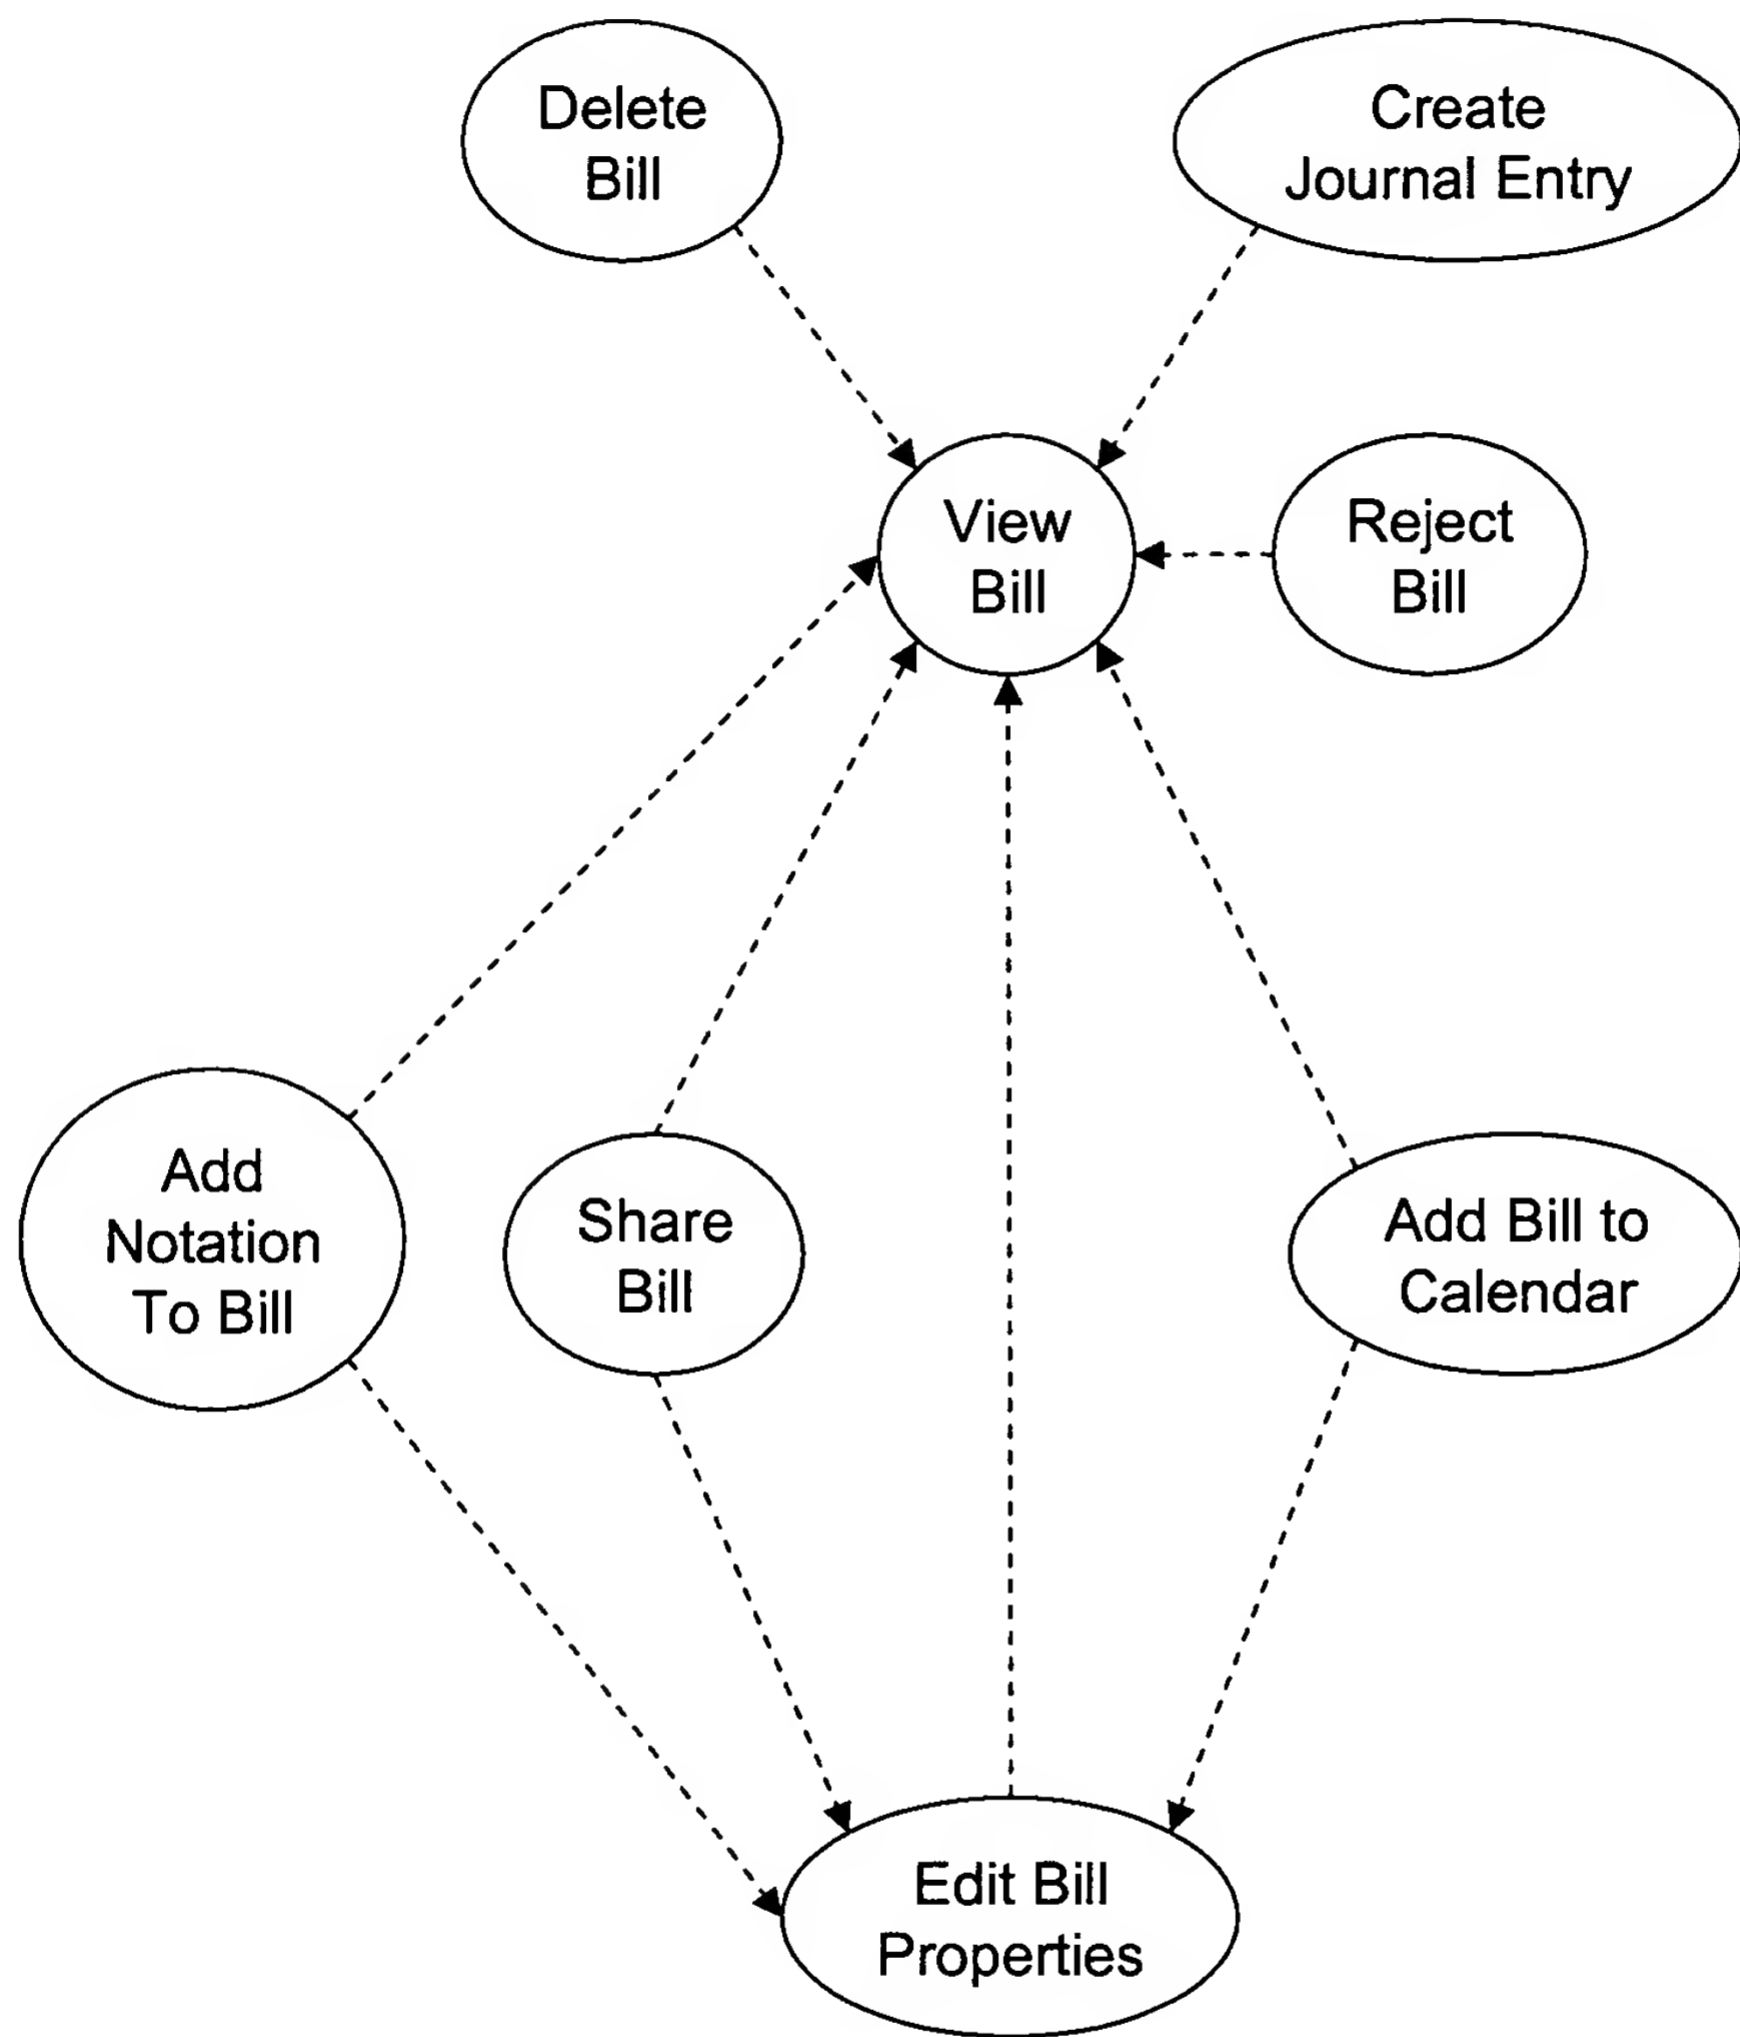 Delete
Bill
Create
Journal Entry
View
Bill
Reject
Bill
Add
Notation
To Bill
Share
Bill
Add Bill to
Calendar
Edit Bill
Properties